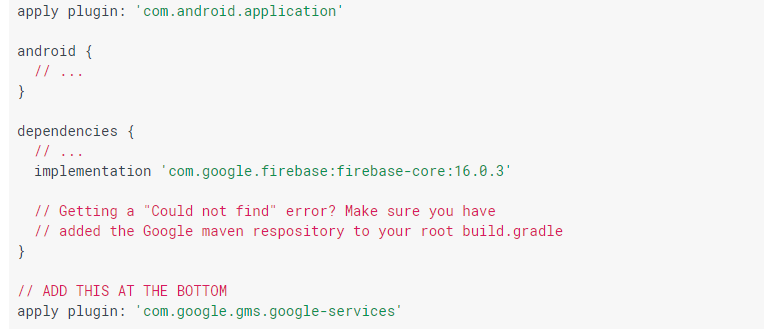 apply plugin: 'com.android.application'
android {
// ...
}
dependencies {
// ...
implementation 'com.google.firebase:firebase-core:16.0.3'
// Getting a "Could not find" error? Make sure you have
// added the Google maven respository to your root build.gradle
}
// ADD THIS AT THE BOTTOM
apply plugin: 'com.google.gms.google-services'